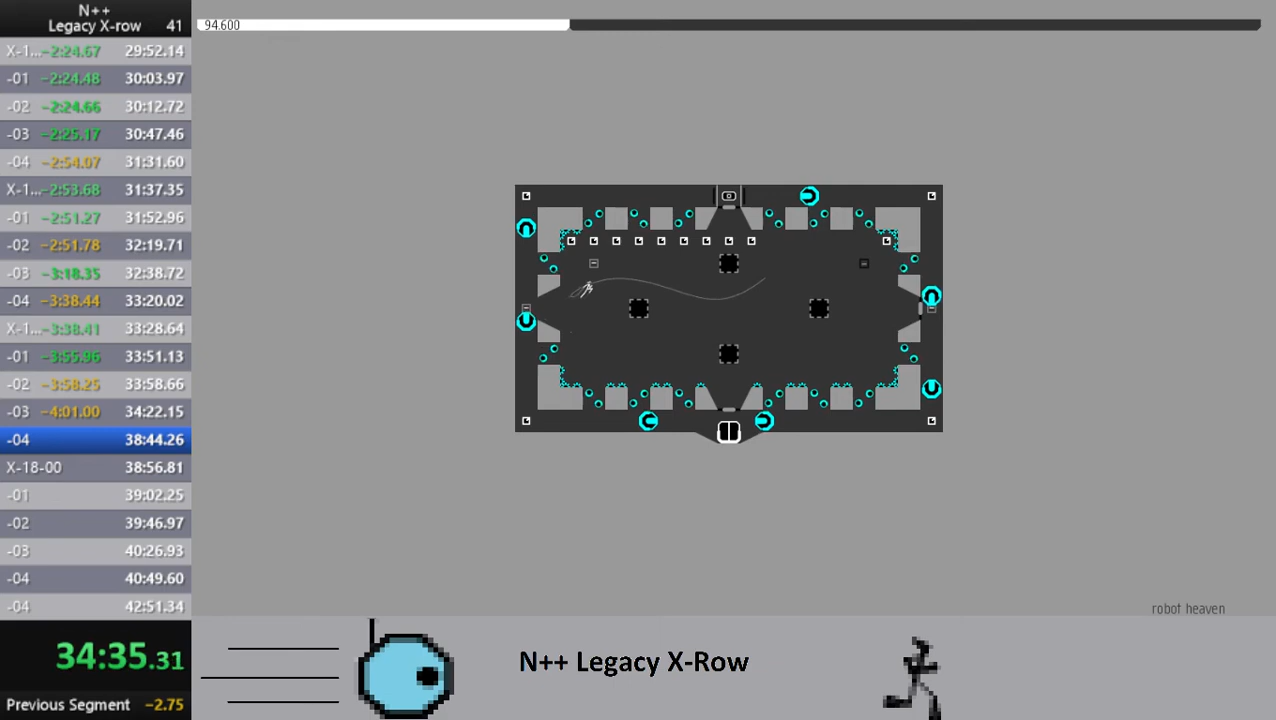 N++
Legacy X-row 41
X-1... −2:24.67 29:52.14
-01 −2:24.48 30:03.97
-02 −2:24.66 30:12.72
-03 −2:25.17 30:47.46
-04 −2:54.07 31:31.60
X-1... −2:53.68 31:37.35
-01 −2:51.27 31:52.96
-02 −2:51.78 32:19.71
-03 −3:18.35 32:38.72
-04 −3:38.44 33:20.02
X-1... −3:38.41 33:28.64
-01 −3:55.96 33:51.13
-02 −3:58.25 33:58.66
-03 −4:01.00 34:22.15
-04 38:44.26
X-18-00 38:56.81
-01 39:02.25
-02 39:46.97
-03 40:26.93
-04 40:49.60
-04 42:51.34
34:35.31
Previous Segment −2.75
94.600
robot heaven
N++ Legacy X-Row